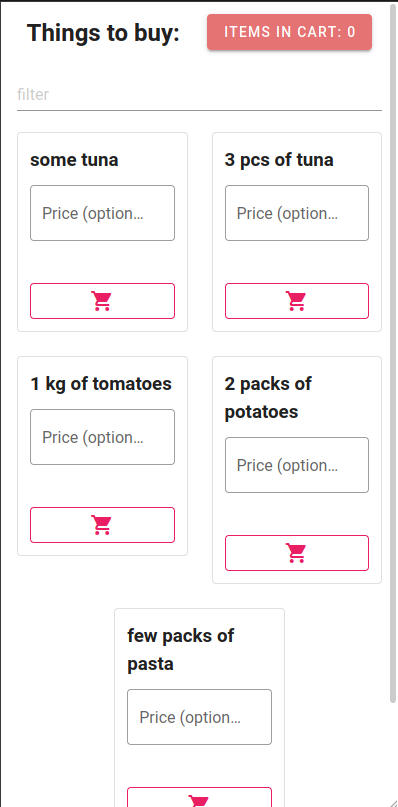 Things to buy:
ITEMS IN CART: 0
filter
some tuna
3 pcs of tuna
Price (option…
Price (option…
1 kg of tomatoes
2 packs of
potatoes
Price (option…
Price (option…
few packs of
pasta
Price (option…